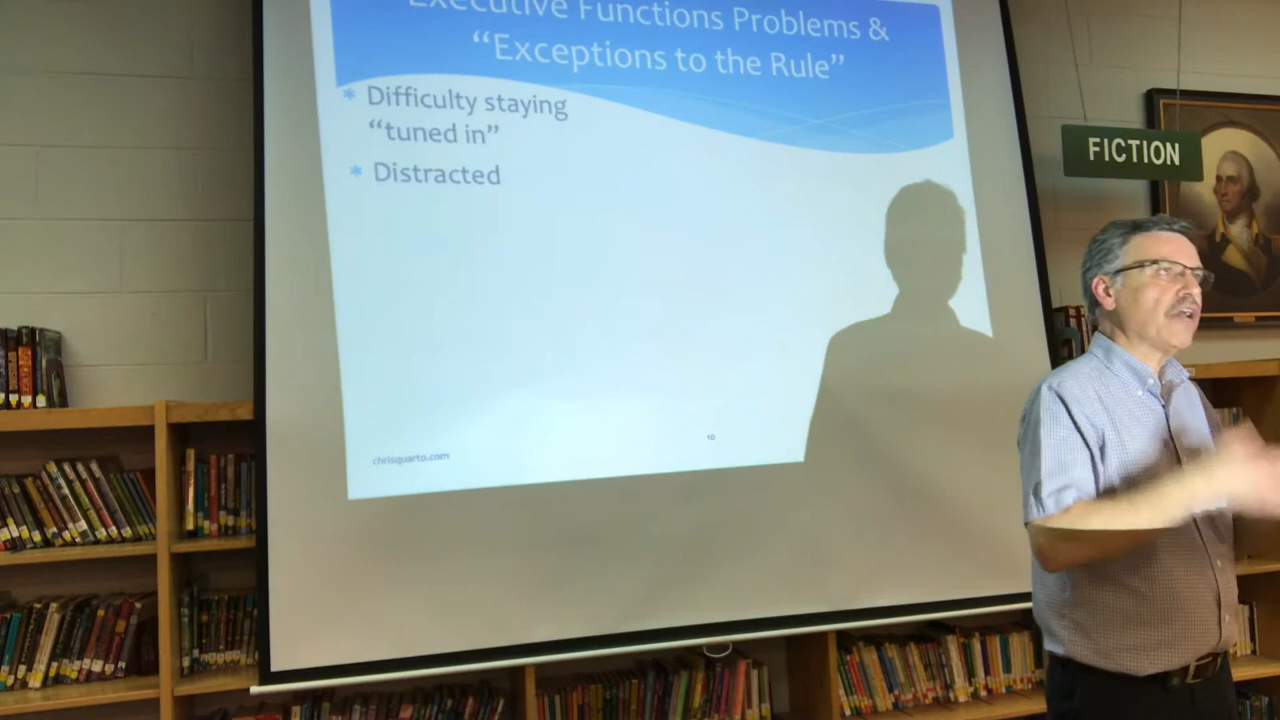 Executive Functions Problems &
“Exceptions to the Rule”
* Difficulty staying
“tuned in”
* Distracted
chrisquarto.com
10
FICTION